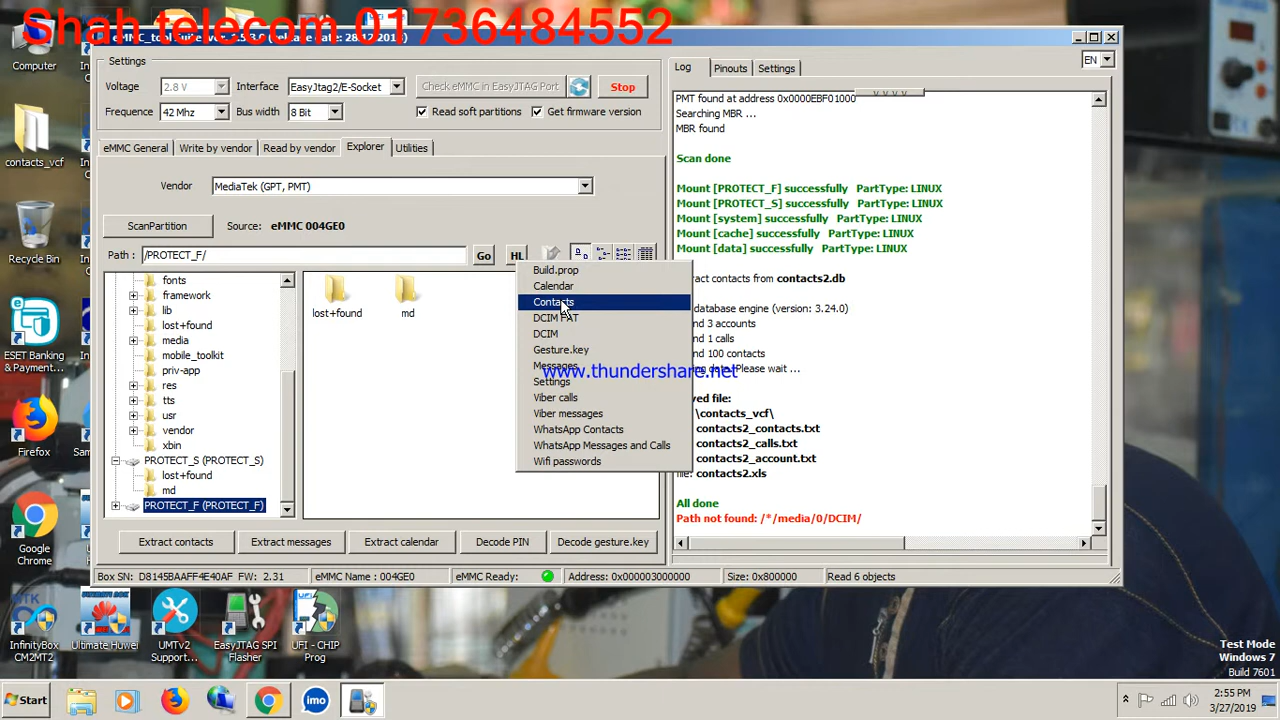 Shah telecom 01736484552
Settings
Voltage 2.8 V Interface EasyJtag2/E-Socket Check eMMC in EasyJTAG Port Stop
Frequency 42 Mhz Bus width 8 Bit Read soft partitions Get firmware version
eMMC General Write by vendor Read by vendor Explorer Utilities
Vendor MediaTek (GPT, PMT)
ScanPartition Source: eMMC 004GE0
Path : /PROTECT_F/ Go HL
fonts
framework
lib
lost+found
media
mobile_toolkit
priv-app
res
tts
usr
vendor
xbin
PROTECT_S (PROTECT_S)
lost+found
md
PROTECT_F (PROTECT_F)
lost+found
md
Build.prop
Calendar
Contacts
DCIM FAT
DCIM
Gesture.key
Messages
Settings
Viber calls
Viber messages
WhatsApp Contacts
WhatsApp Messages and Calls
Wifi passwords
www.thundershare.net
Extract contacts Extract messages Extract calendar Decode PIN Decode gesture.key
Box SN: D8145BAAFF4E40AF FW: 2.31 eMMC Name : 004GE0 eMMC Ready: Address: 0x000003000000 Size: 0x800000 Read 6 objects
Log Pinouts Settings EN
PMT found at address 0x0000EBF01000
Searching MBR ...
MBR found
Scan done
Mount [PROTECT_F] successfully PartType: LINUX
Mount [PROTECT_S] successfully PartType: LINUX
Mount [system] successfully PartType: LINUX
Mount [cache] successfully PartType: LINUX
Mount [data] successfully PartType: LINUX
contacts from contacts2.db
database engine (version: 3.24.0)
3 accounts
1 calls
100 contacts
Please wait ...
file:
\contacts_vcf\
contacts2_contacts.txt
contacts2_calls.txt
contacts2_account.txt
file: contacts2.xls
All done
Path not found: /*/media/0/DCIM/
Computer
contacts_vcf
Recycle Bin
ESET Banking
& Payment...
Firefox
Google
Chrome
InfinityBox
CM2MT2
Ultimate Huwei
UMTv2
Support...
EasyJTAG SPI
Flasher
UFI - CHIP
Prog
Test Mode
Windows 7
Build 7601
Start
imo
2:55 PM
3/27/2019